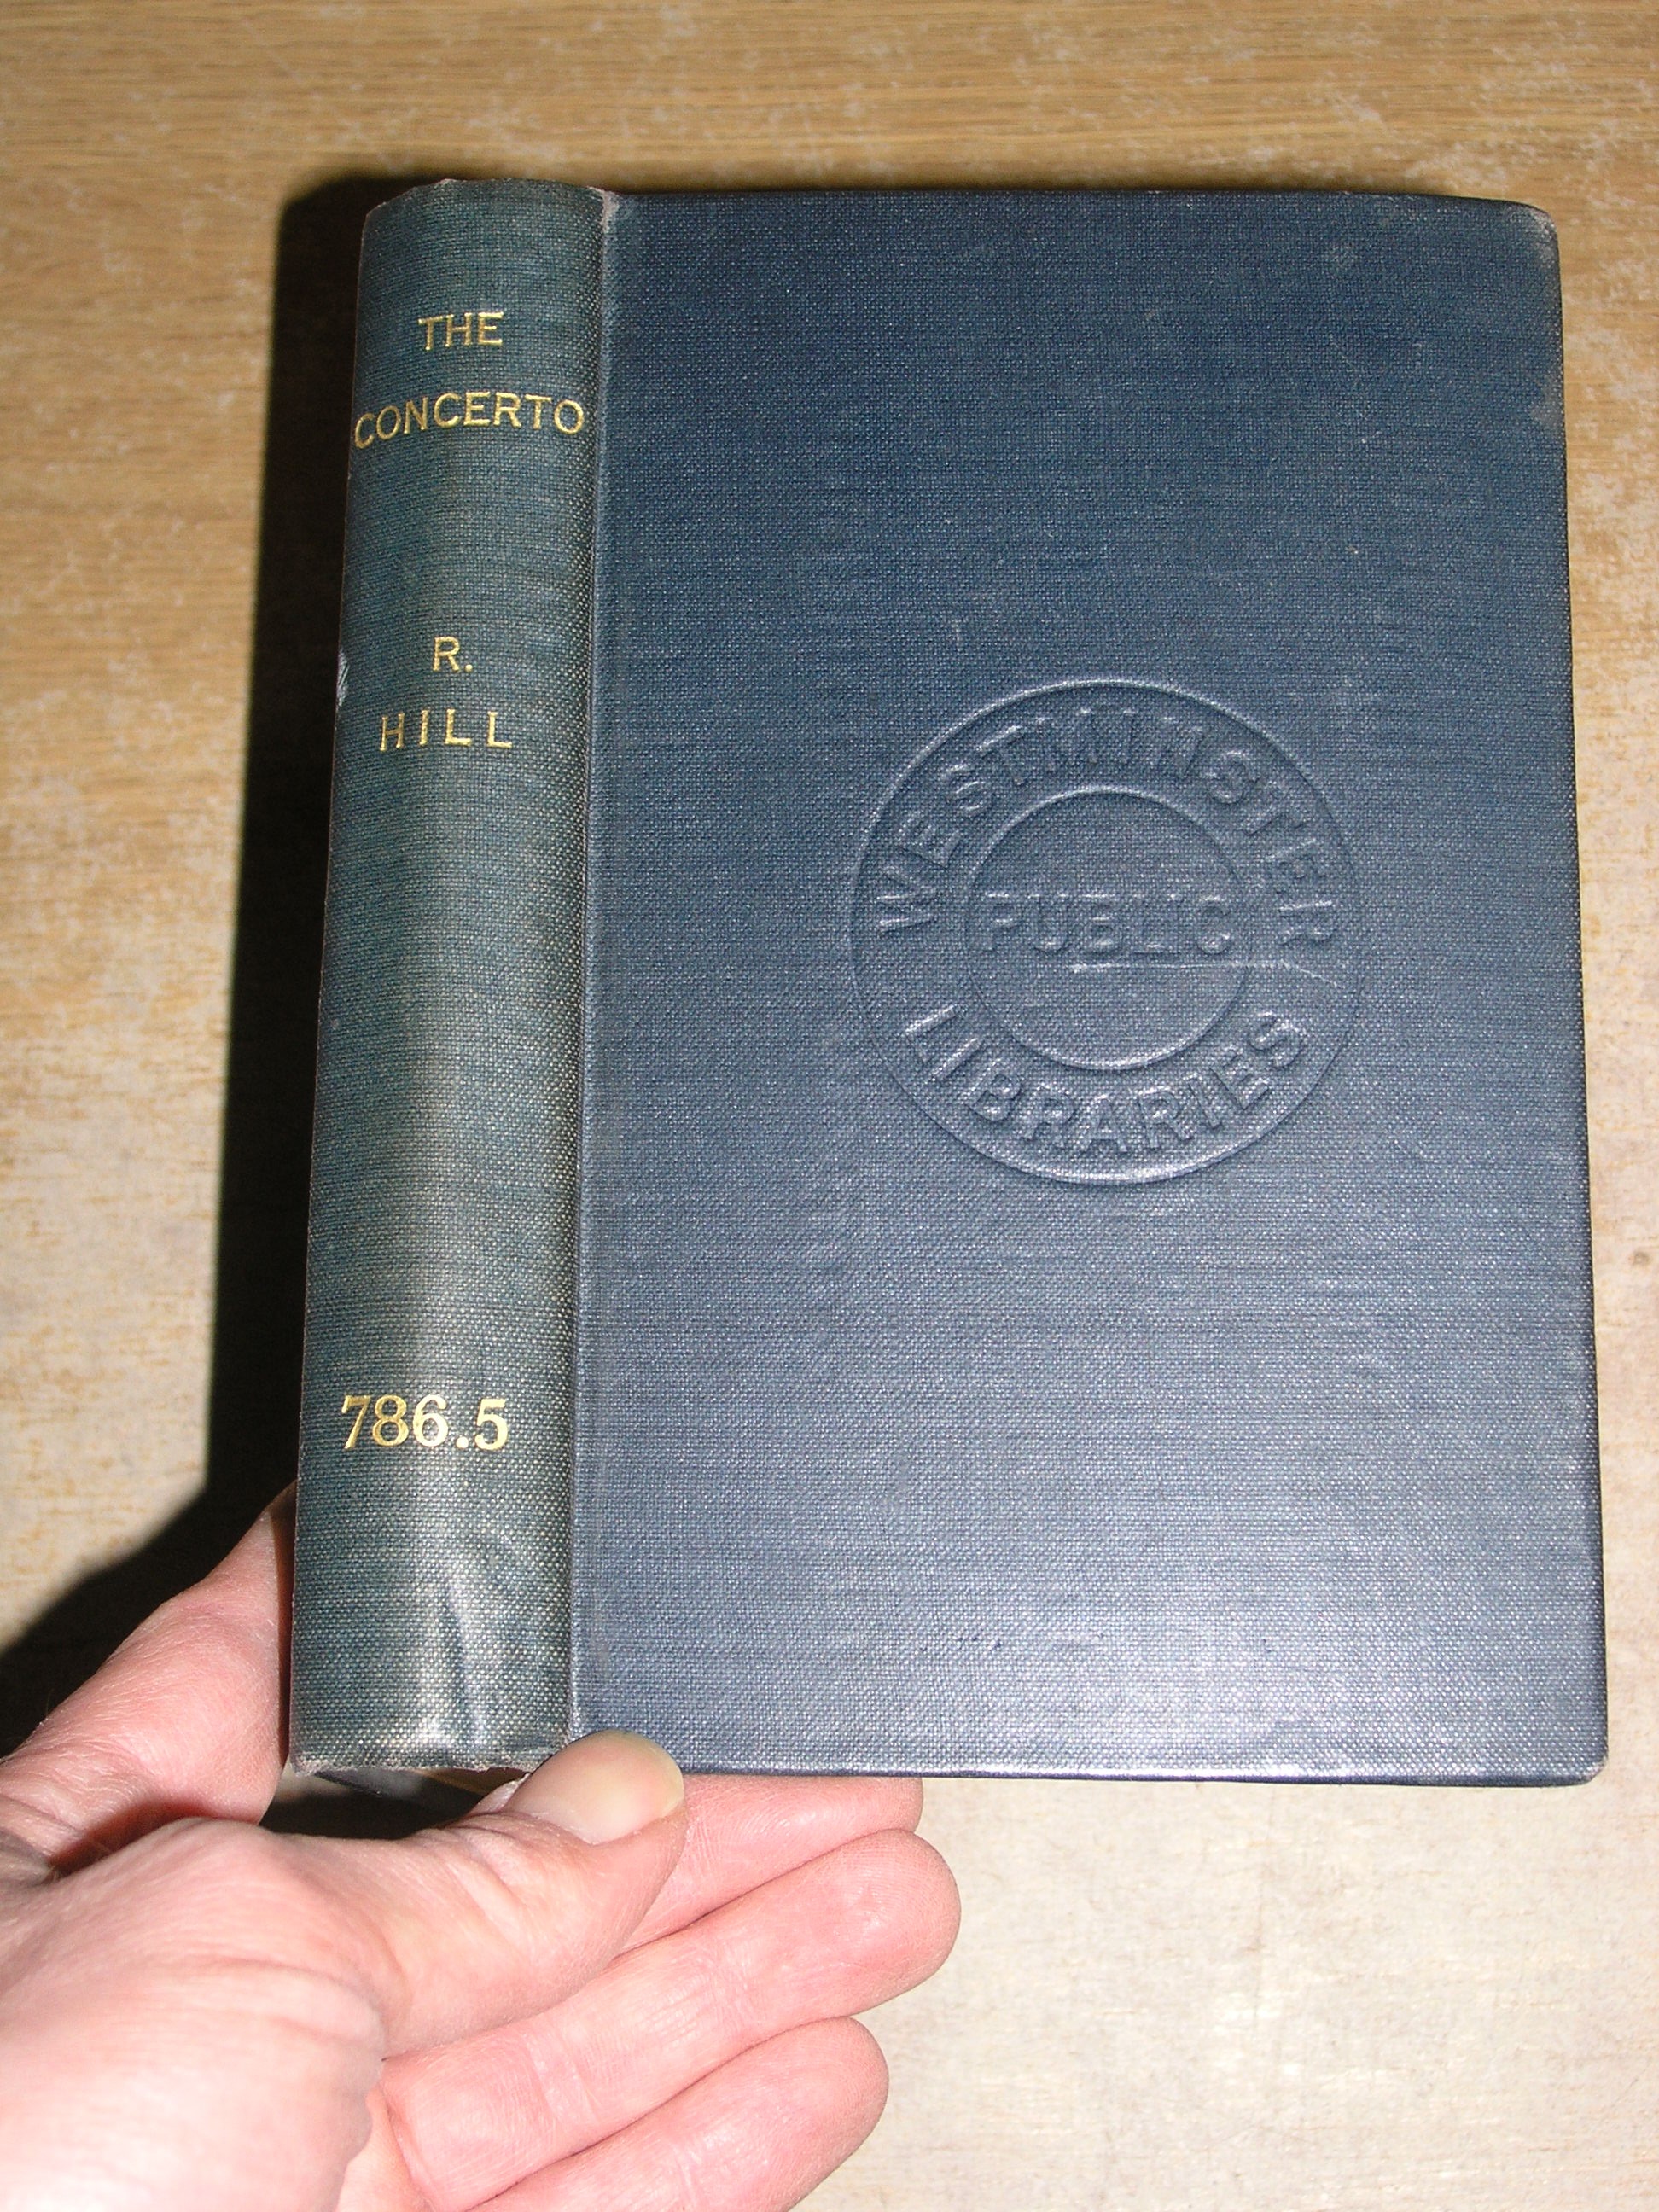 THE
CONCERTO
R.
HILL
786.5
WESTMINSTER
PUBLIC
LIBRARIES